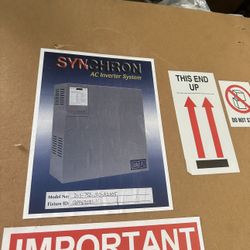 SYNCHRON
AC Inverter System
THIS END
UP
DO NOT
Model No:
Fixture ID:
IMPORTANT